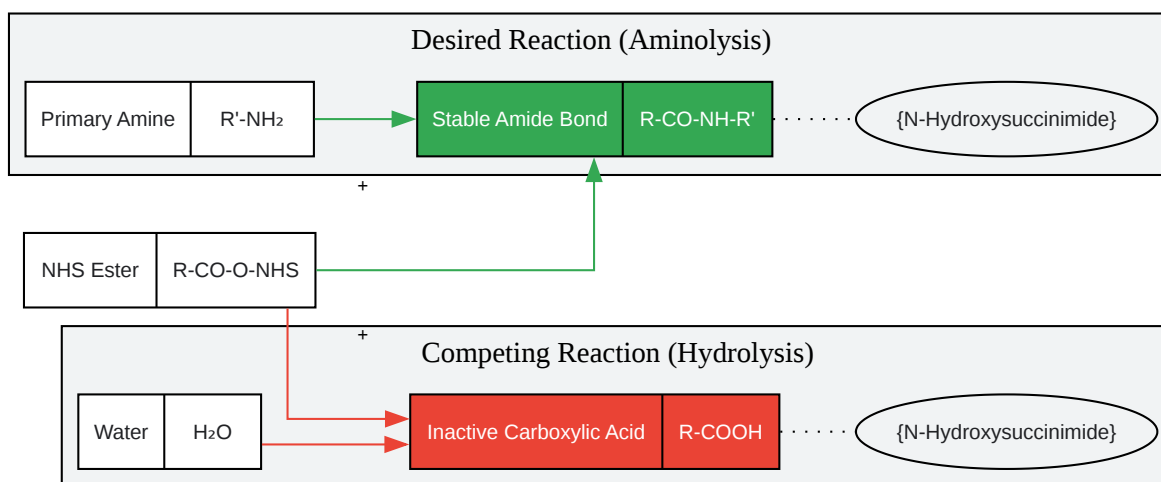 Desired Reaction (Aminolysis)
Primary Amine R'-NH₂ Stable Amide Bond R-CO-NH-R' {N-Hydroxysuccinimide}
+
NHS Ester R-CO-O-NHS
+
Competing Reaction (Hydrolysis)
Water H₂O Inactive Carboxylic Acid R-COOH {N-Hydroxysuccinimide}